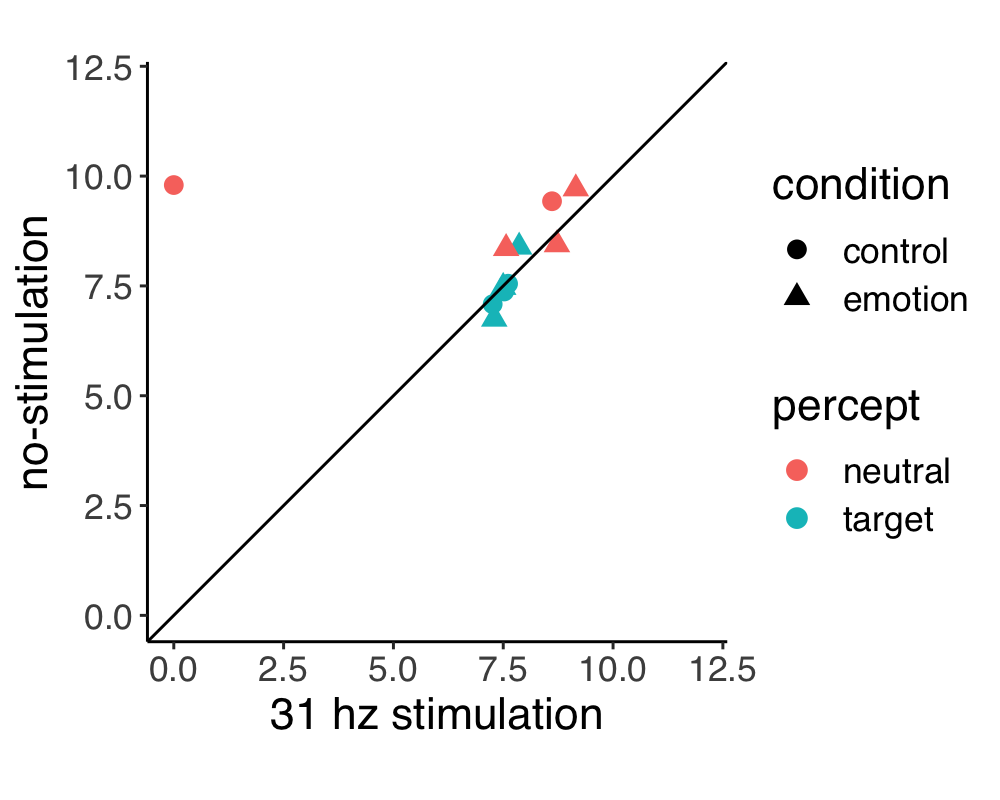 12.5
10.0
7.5
5.0
2.5
0.0
no-stimulation
0.0 2.5 5.0 7.5 10.0 12.5
31 hz stimulation
condition
control
emotion
percept
neutral
target